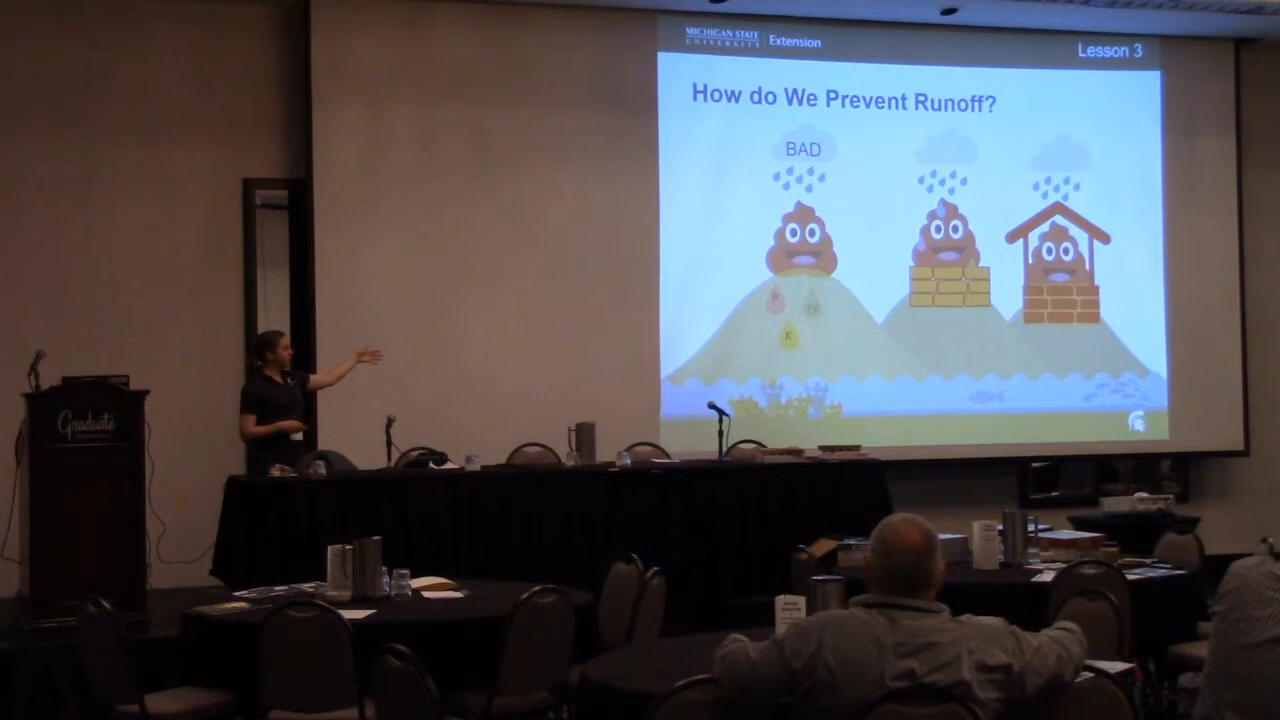 MICHIGAN STATE
UNIVERSITY
Extension
Lesson 3
How do We Prevent Runoff?
BAD
P
K
Graduate